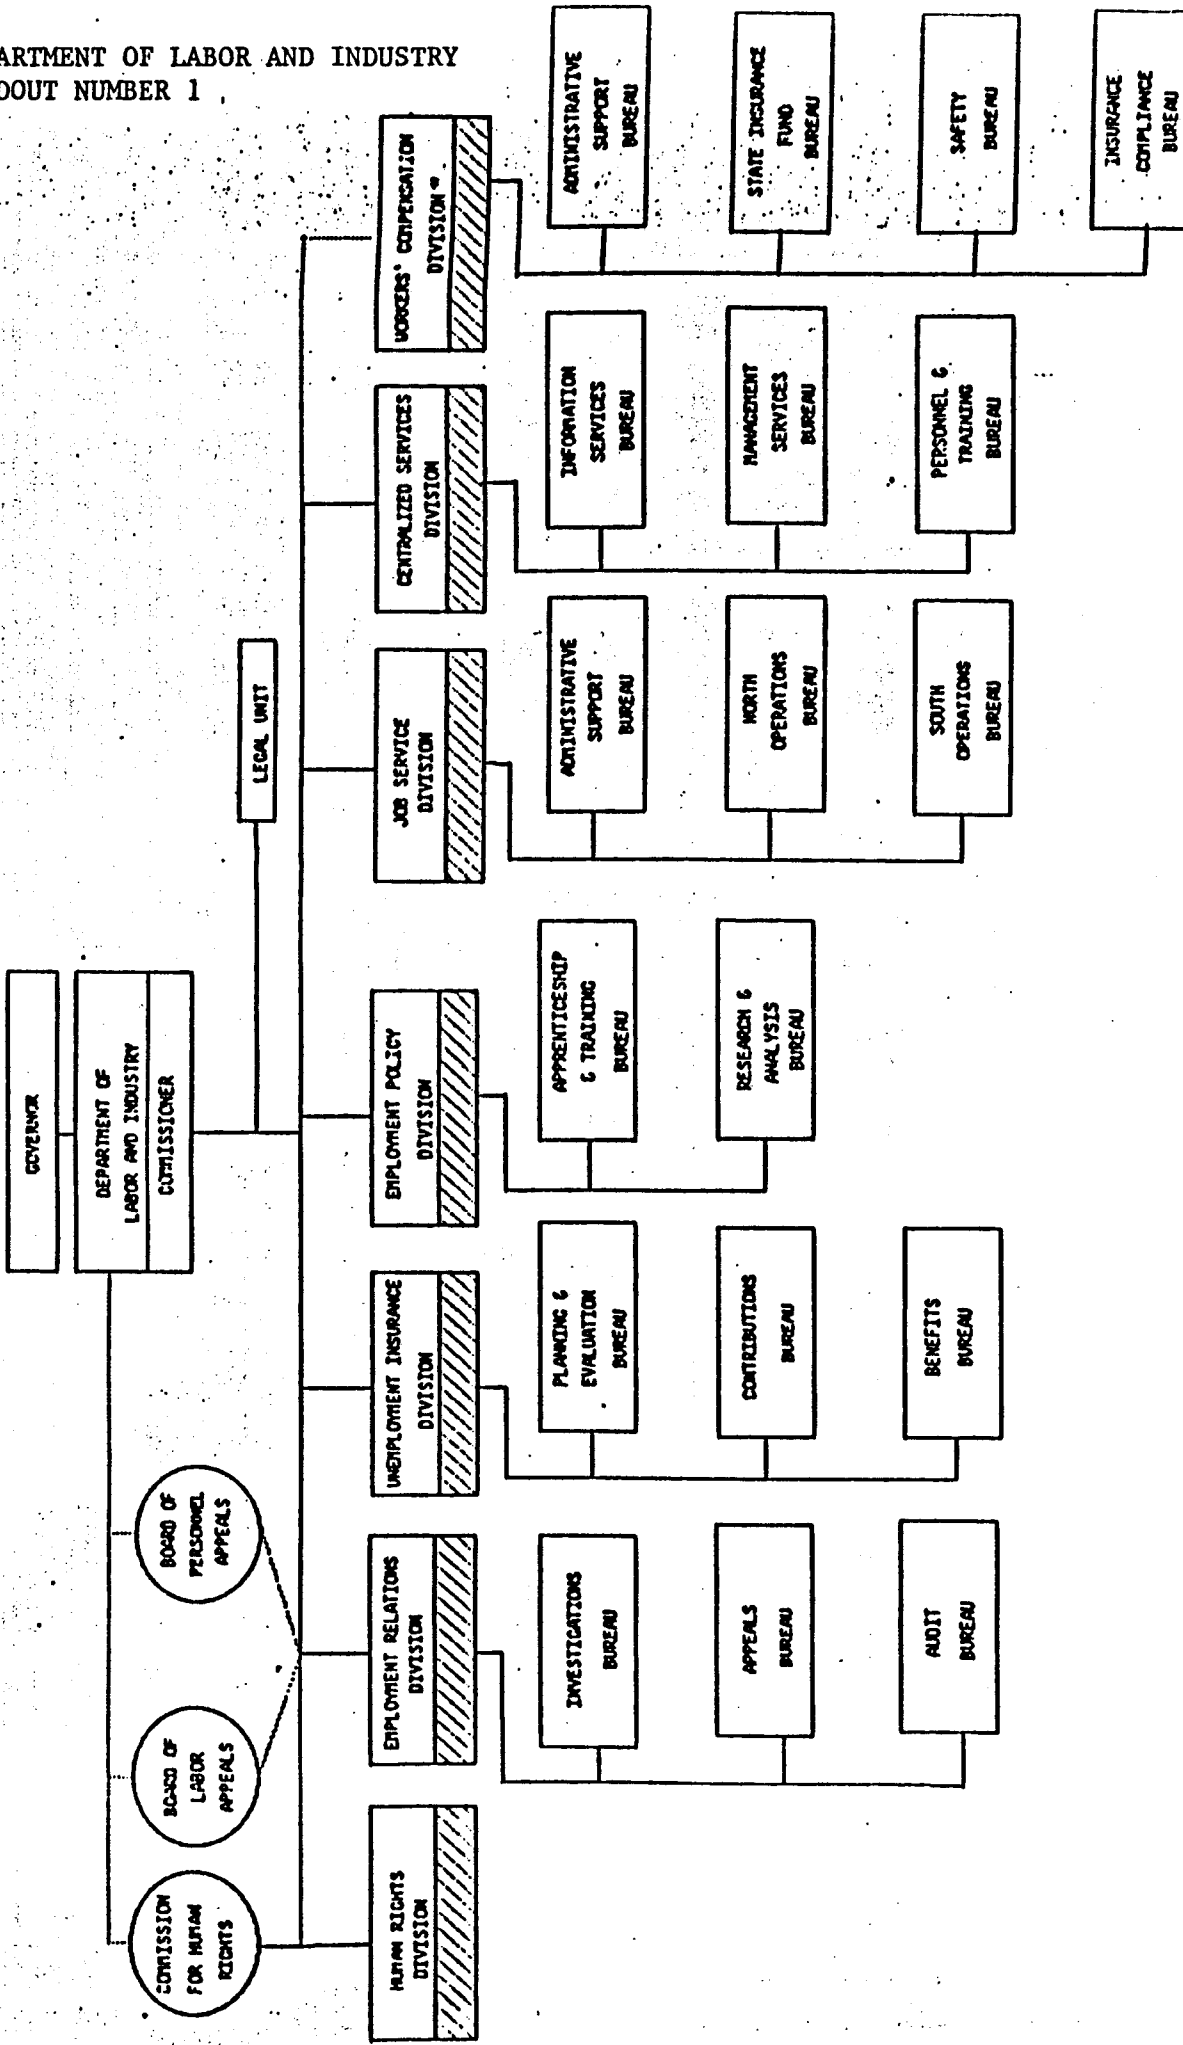 ARTMENT OF LABOR AND INDUSTRY
DOUT NUMBER 1
GOVERNOR
DEPARTMENT OF
LABOR AND INDUSTRY
COMMISSIONER
LEGAL UNIT
COMMISSION
FOR HUMAN
RIGHTS
BOARD OF
LABOR
APPEALS
BOARD OF
PERSONNEL
APPEALS
HUMAN RIGHTS
DIVISION
EMPLOYMENT RELATIONS
DIVISION
UNEMPLOYMENT INSURANCE
DIVISION
EMPLOYMENT POLICY
DIVISION
JOB SERVICE
DIVISION
CENTRALIZED SERVICES
DIVISION
WORKERS' COMPENSATION
DIVISION
INVESTIGATIONS
BUREAU
APPEALS
BUREAU
AUDIT
BUREAU
PLANNING &
EVALUATION
BUREAU
CONTRIBUTIONS
BUREAU
BENEFITS
BUREAU
APPRENTICESHIP
& TRAINING
BUREAU
RESEARCH &
ANALYSIS
BUREAU
ADMINISTRATIVE
SUPPORT
BUREAU
NORTH
OPERATIONS
BUREAU
SOUTH
OPERATIONS
BUREAU
INFORMATION
SERVICES
BUREAU
MANAGEMENT
SERVICES
BUREAU
PERSONNEL &
TRAINING
BUREAU
ADMINISTRATIVE
SUPPORT
BUREAU
STATE INSURANCE
FUND
BUREAU
SAFETY
BUREAU
INSURANCE
COMPLIANCE
BUREAU